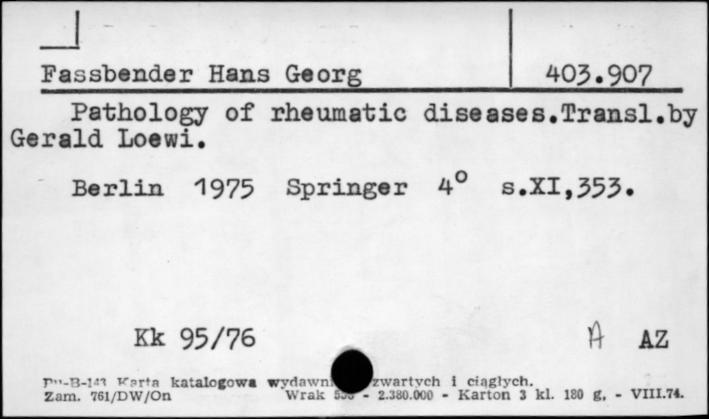 Fassbender Hans Georg 403.907
Pathology of rheumatic diseases.Transl.by
Gerald Loewi.
Berlin 1975 Springer 4° s.XI,353.
Kk 95/76 A AZ
Pu-B-143 Karta katalogowa wydawn zwartych i ciągłych.
Zam. 761/DW/On Wrak - 2.380.000 - Karton 3 kl. 180 g. - VIII.74.